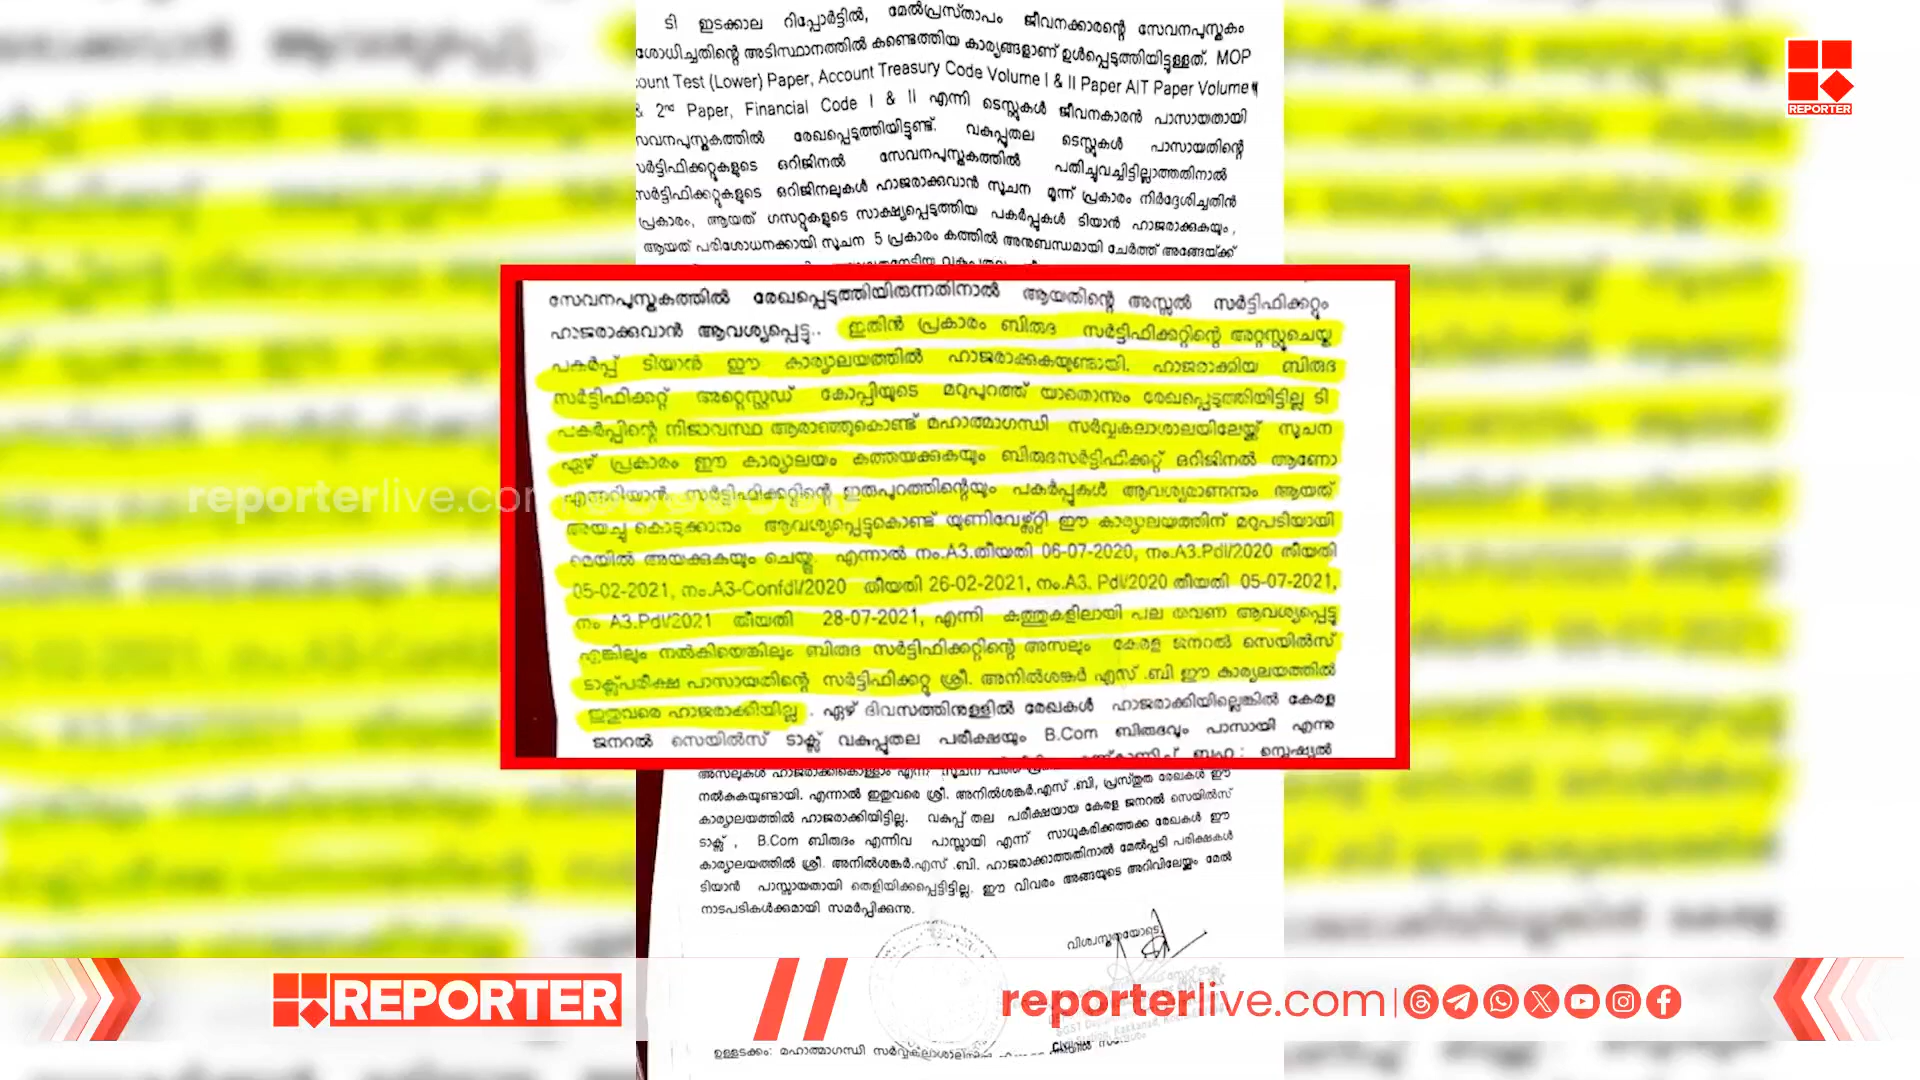 ടി ഇടക്കാല റിപ്പോർട്ടിൽ, മേൽപ്രസ്താപം ജീവനക്കാരന്റെ സേവനപുസ്തകം
ശോധിച്ചതിന്റെ അടിസ്ഥാനത്തിൽ കണ്ടെത്തിയ കാര്യങ്ങളാണ് ഉൾപ്പെടുത്തിയിട്ടുള്ളത്. MOP
ount Test (Lower) Paper, Account Treasury Code Volume I & II Paper AIT Paper Volume
& 2nd Paper, Financial Code I & II എന്നി ടെസ്റ്റുകൾ ജീവനകാരൻ പാസായതായി
സവനപുസ്തകത്തിൽ രേഖപ്പെടുത്തിയിട്ടുണ്ട്. വകുപ്പുതല ടെസ്റ്റുകൾ പാസായതിന്റെ
സർട്ടിഫിക്കറ്റുകളുടെ ഒറിജിനൽ സേവനപുസ്തകത്തിൽ പതിച്ചുവച്ചിട്ടില്ലാത്തതിനാൽ
സർട്ടിഫിക്കറ്റുകളുടെ ഒറിജിനലുകൾ ഹാജരാക്കുവാൻ സൂചന മൂന്ന് പ്രകാരം നിർദ്ദേശിച്ചതിൻ
പ്രകാരം, ആയത് ഗസറ്റുകളുടെ സാക്ഷ്യപ്പെടുത്തിയ പകർപ്പുകൾ ടിയാൻ ഹാജരാക്കുകയും,
ആയത് പരിശോധനക്കായി സൂചന 5 പ്രകാരം കത്തിൽ അനുബന്ധമായി ചേർത്ത് അങ്ങേയ്ക്ക്
സേവനപുസ്തകത്തിൽ രേഖപ്പെടുത്തിയിരുന്നതിനാൽ ആയതിന്റെ അസ്സൽ സർട്ടിഫിക്കറ്റും
ഹാജരാക്കുവാൻ ആവശ്യപ്പെട്ടു.. ഇതിൻ പ്രകാരം ബിരുദ സർട്ടിഫിക്കറ്റിന്റെ അറ്റസ്റ്റുചെയ്ത
പകർപ്പ് ടിയാൻ ഈ കാര്യാലയത്തിൽ ഹാജരാക്കുകയുണ്ടായി. ഹാജരാക്കിയ ബിരുദ
സർട്ടിഫിക്കറ്റ് അറ്റെസ്റ്റഡ് കോപ്പിയുടെ മറുപുറത്ത് യാതൊന്നും രേഖപ്പെടുത്തിയിട്ടില്ല ടി
പകർപ്പിന്റെ നിജാവസ്ഥ ആരാഞ്ഞുകൊണ്ട് മഹാത്മാഗന്ധി സർവ്വകലാശാലയിലേയ്ക്ക് സൂചന
ഏഴ് പ്രകാരം ഈ കാര്യാലയം കത്തയക്കുകയും ബിരുദസർട്ടിഫിക്കറ്റ് ഒറിജിനൽ ആണോ
എന്നറിയാൻ സർട്ടിഫിക്കറ്റിന്റെ ഇരുപുറത്തിന്റെയും പകർപ്പുകൾ ആവശ്യമാണന്നും ആയത്
അയച്ചു കൊടുക്കാനും ആവശ്യപ്പെട്ടുകൊണ്ട് യൂണിവേഴ്സിറ്റി ഈ കാര്യാലയത്തിന് മറുപടിയായി
മെയിൽ അയക്കുകയും ചെയ്തു. എന്നാൽ നം.A3.തീയതി 06-07-2020, നം.A3.Pdl/2020 തീയതി
05-02-2021, നം.A3-Confdl/2020 തീയതി 26-02-2021, നം.A3. Pdl/2020 തീയതി 05-07-2021,
നം A3.Pdl/2021 തീയതി 28-07-2021, എന്നി കത്തുകളിലായി പല തവണ ആവശ്യപ്പെട്ടു
എങ്കിലും നൽകിയെങ്കിലും ബിരുദ സർട്ടിഫിക്കറ്റിന്റെ അസലും കേരള ജനറൽ സെയിൽസ്
ടാക്സ്പരീക്ഷ പാസായതിന്റെ സർട്ടിഫിക്കറ്റു ശ്രീ. അനിൽശങ്കർ എസ് .ബി ഈ കാര്യലയത്തിൽ
ഇതുവരെ ഹാജരാക്കിയില്ല . ഏഴ് ദിവസത്തിനുള്ളിൽ രേഖകൾ ഹാജരാക്കിയില്ലെങ്കിൽ കേരള
ജനറൽ സെയിൽസ് ടാക്സ് വകുപ്പുതല പരീക്ഷയും B.Com ബിരുദവും പാസായി എന്നു
അസലുകൾ ഹാജരാക്കികൊള്ളാം എന്ന് സൂചന
നൽകുകയുണ്ടായി. എന്നാൽ ഇതുവരെ ശ്രീ. അനിൽശങ്കർ.എസ് .ബി, പ്രസ്തുത രേഖകൾ ഈ
കാര്യാലയത്തിൽ ഹാജരാക്കിയിട്ടില്ല. വകുപ്പ് തല പരീക്ഷയായ കേരള ജനറൽ സെയിൽസ്
ടാക്സ് , B.Com ബിരുദം എന്നിവ പാസ്സായി എന്ന് സാധൂകരിക്കത്തക്ക രേഖകൾ ഈ
കാര്യാലയത്തിൽ ശ്രീ. അനിൽശങ്കർ.എസ് .ബി. ഹാജരാക്കാത്തതിനാൽ മേൽപ്പടി പരിക്ഷകൾ
ടിയാൻ പാസ്സായതായി തെളിയിക്കപ്പെട്ടിട്ടില്ല. ഈ വിവരം അങ്ങയുടെ അറിവിലേയ്ക്കും മേൽ
നാടപടികൾക്കുമായി സമർപ്പിക്കുന്നു.
വിശ്വസ്തതയോടെ
ഉള്ളടക്കം: മഹാത്മാഗന്ധി
REPORTER
reporterlive.com
REPORTER
reporterlive.com